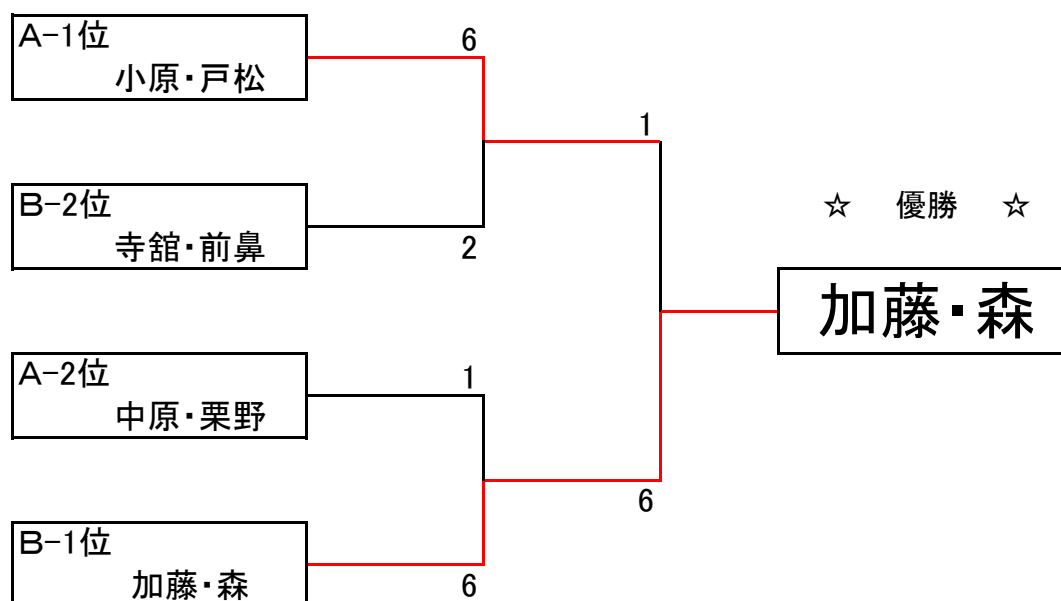 A-1位
小原・戸松
6
1
B-2位
寺舘・前鼻
2
☆ 優勝 ☆
加藤・森
A-2位
中原・栗野
1
6
B-1位
加藤・森
6